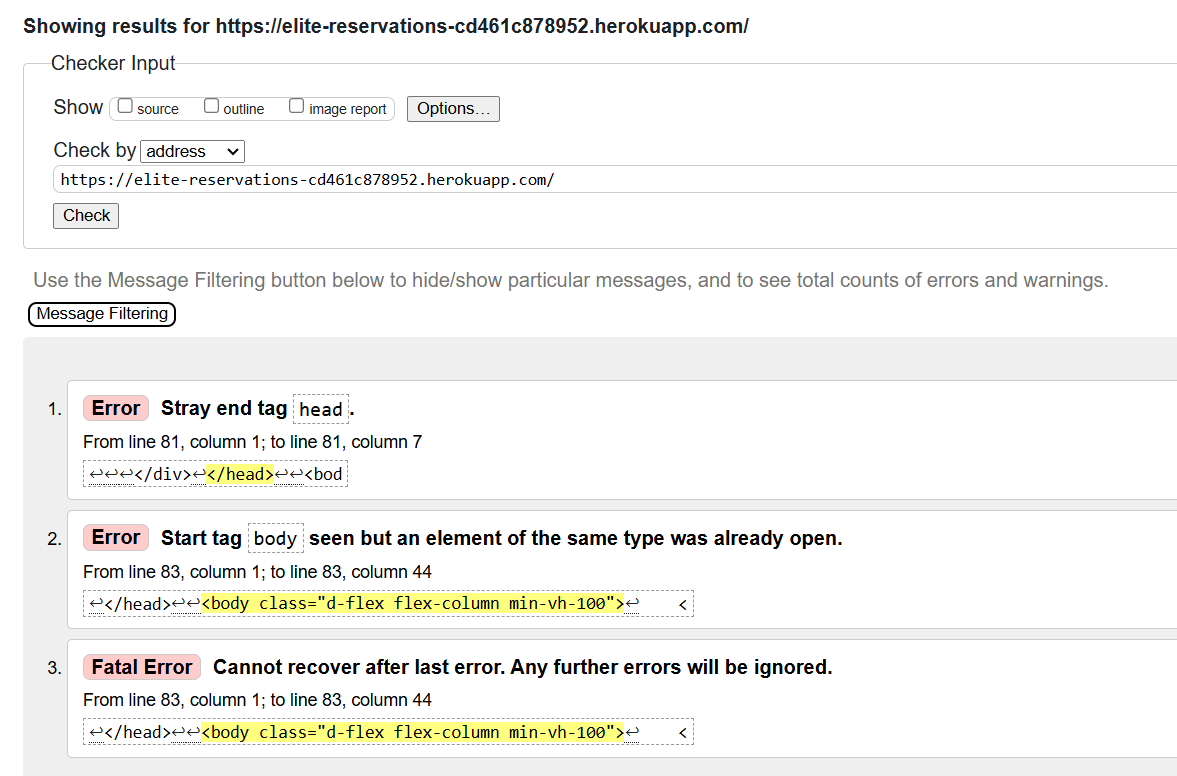 Showing results for https://elite-reservations-cd461c878952.herokuapp.com/
Checker Input
Show source outline image report Options...
Check by address
https://elite-reservations-cd461c878952.herokuapp.com/
Check
Use the Message Filtering button below to hide/show particular messages, and to see total counts of errors and warnings.
Message Filtering
1. Error Stray end tag head.
From line 81, column 1; to line 81, column 7
↩↩↩</div>↩</head>↩↩<bod
2. Error Start tag body seen but an element of the same type was already open.
From line 83, column 1; to line 83, column 44
↩</head>↩↩<body class="d-flex flex-column min-vh-100">↩    <
3. Fatal Error Cannot recover after last error. Any further errors will be ignored.
From line 83, column 1; to line 83, column 44
↩</head>↩↩<body class="d-flex flex-column min-vh-100">↩    <